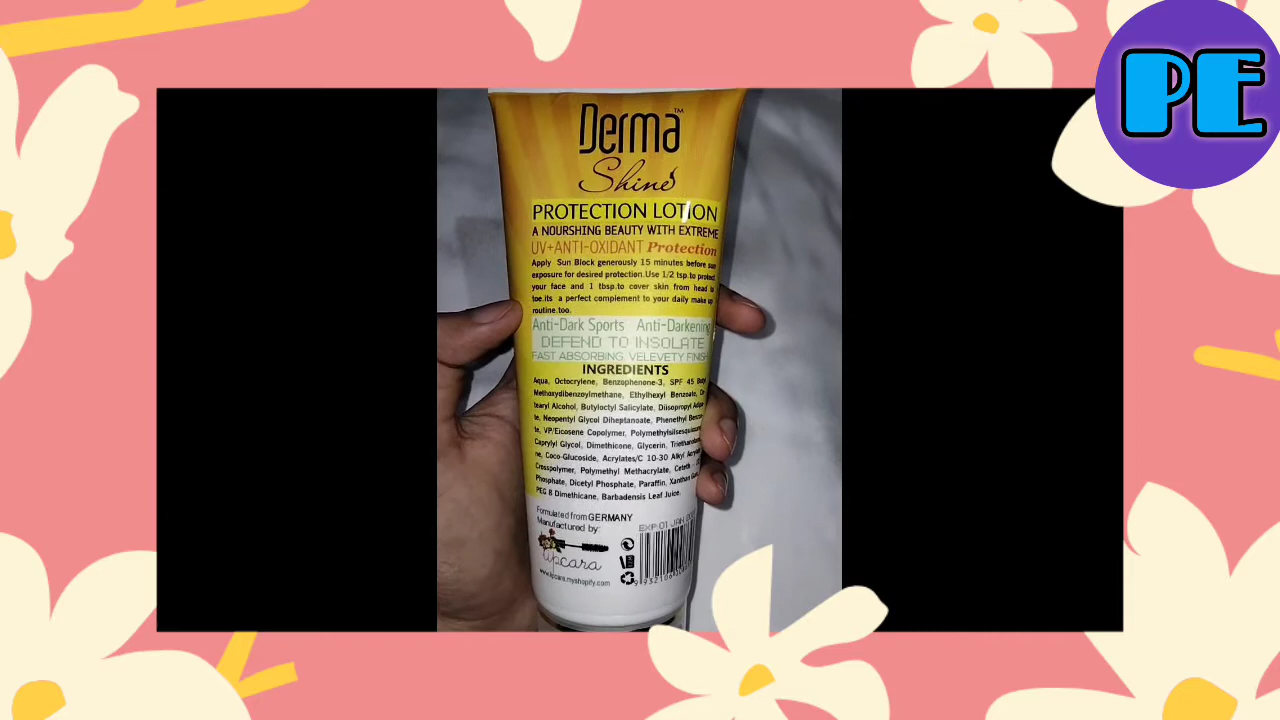 PE
Derma™
Shine
PROTECTION LOTION
A NOURSHING BEAUTY WITH EXTREME
UV+ANTI-OXIDANT Protection
Apply Sun Block generously 15 minutes before sun
exposure for desired protection.Use 1/2 tsp.to protect
your face and 1 tbsp.to cover skin from head to
toe.its a perfect complement to your daily make up
routine.too.
Anti-Dark Sports Anti-Darkening
DEFEND TO INSOLATE
FAST ABSORBING, VELEVETY FINISH
INGREDIENTS
Aqua, Octocrylene, Benzophenone-3, SPF 45
Methoxydibenzoylmethane, Ethylhexyl Benzoate,
tearyl Alcohol, Butyloctyl Salicylate, Diisopropyl
te, Neopentyl Glycol Diheptanoate, Phenethyl
te, VP/Eicosene Copolymer,
Caprylyl Glycol, Dimethicone, Glycerin,
ne, Coco-Glucoside, Acrylates/C 10-30 Alkyl
Crosspolymer, Polymethyl Methacrylate, Ceteth -
Phosphate, Dicetyl Phosphate, Paraffin, Xanthan
PEG 8 Dimethicane, Barbadensis Leaf Juice.
Formulated from GERMANY
Manufactured by:
EXP 01 JAN
www.lipcara.myshopify.com